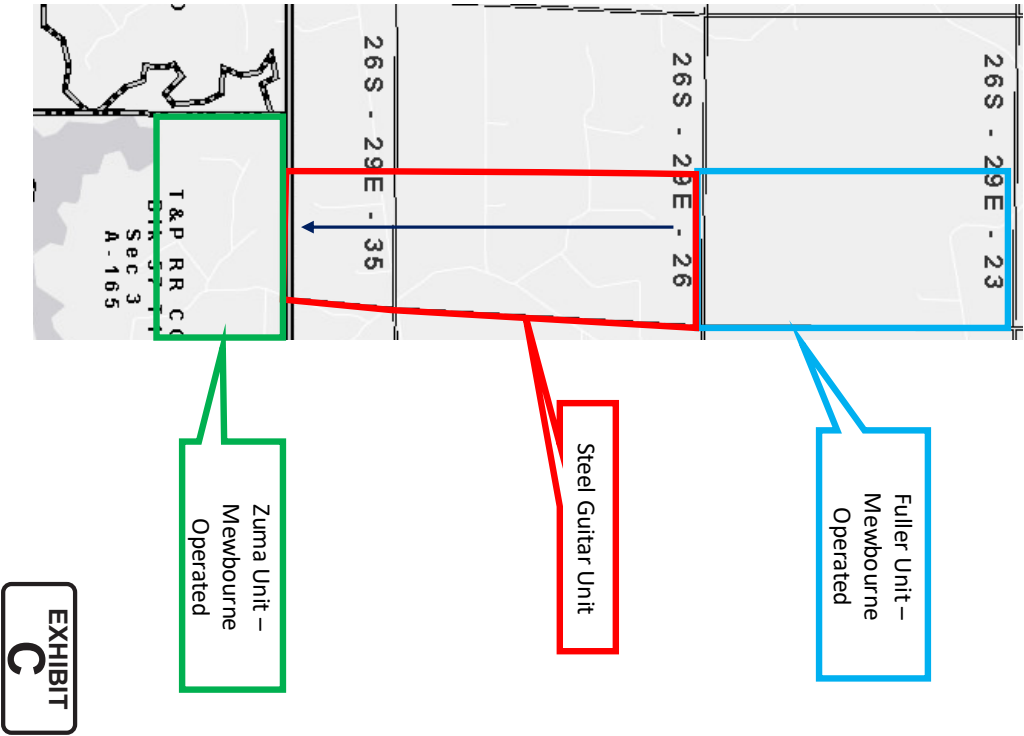 26S - 29E - 23
Fuller Unit –
Mewbourne
Operated
26S - 29E - 26
Steel Guitar Unit
26S - 29E - 35
Zuma Unit –
Mewbourne
Operated
T&P RR
Sec 3
A-165
EXHIBIT
C